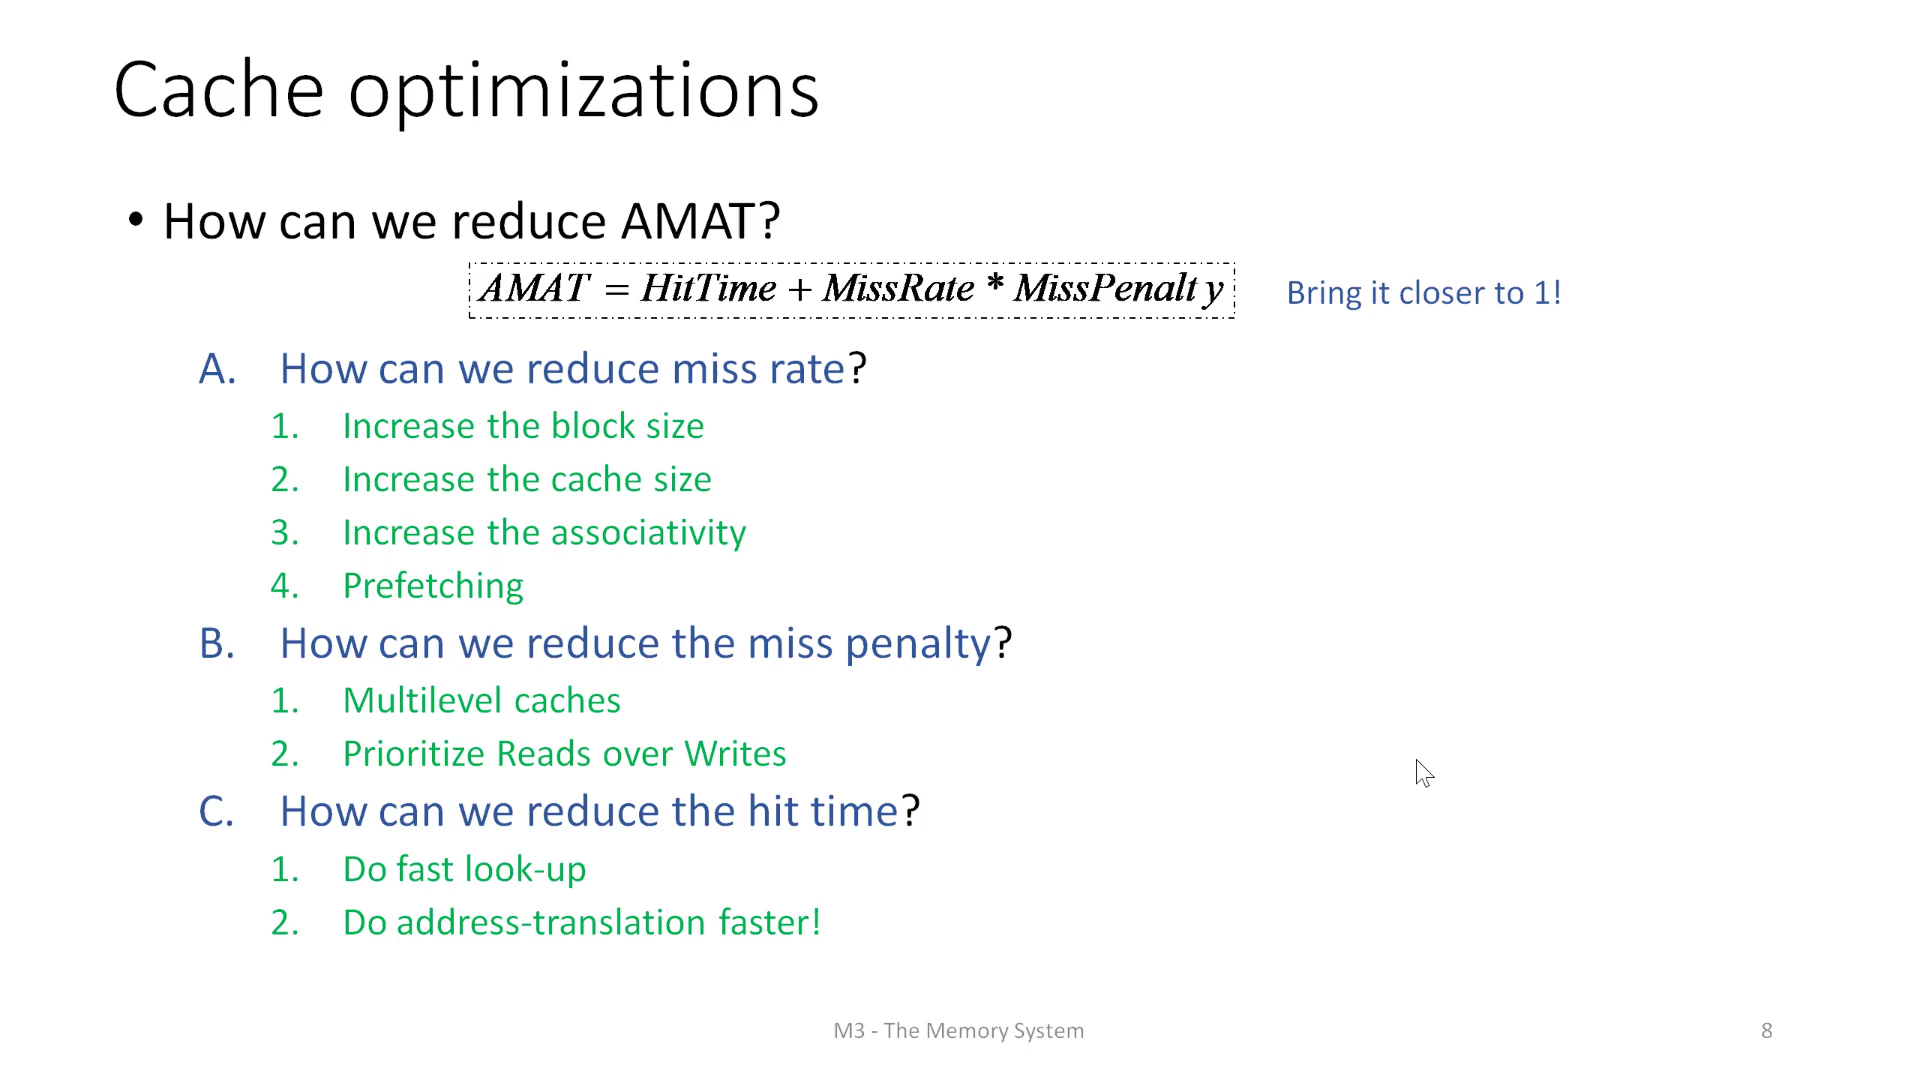 Cache optimizations
• How can we reduce AMAT?
AMAT = HitTime + MissRate * MissPenalty
Bring it closer to 1!
A. How can we reduce miss rate?
1. Increase the block size
2. Increase the cache size
3. Increase the associativity
4. Prefetching
B. How can we reduce the miss penalty?
1. Multilevel caches
2. Prioritize Reads over Writes
C. How can we reduce the hit time?
1. Do fast look-up
2. Do address-translation faster!
M3 - The Memory System
8